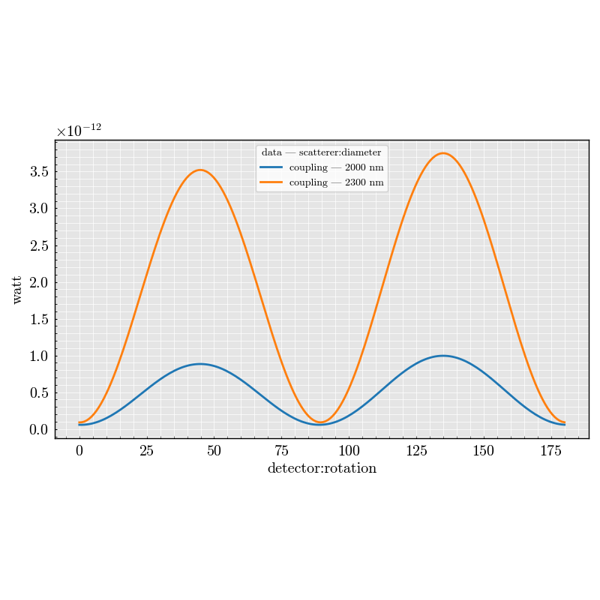 ×10⁻¹²
data — scatterer:diameter
coupling — 2000 nm
coupling — 2300 nm
3.5
3.0
2.5
2.0
1.5
1.0
0.5
0.0
watt
0 25 50 75 100 125 150 175
detector:rotation